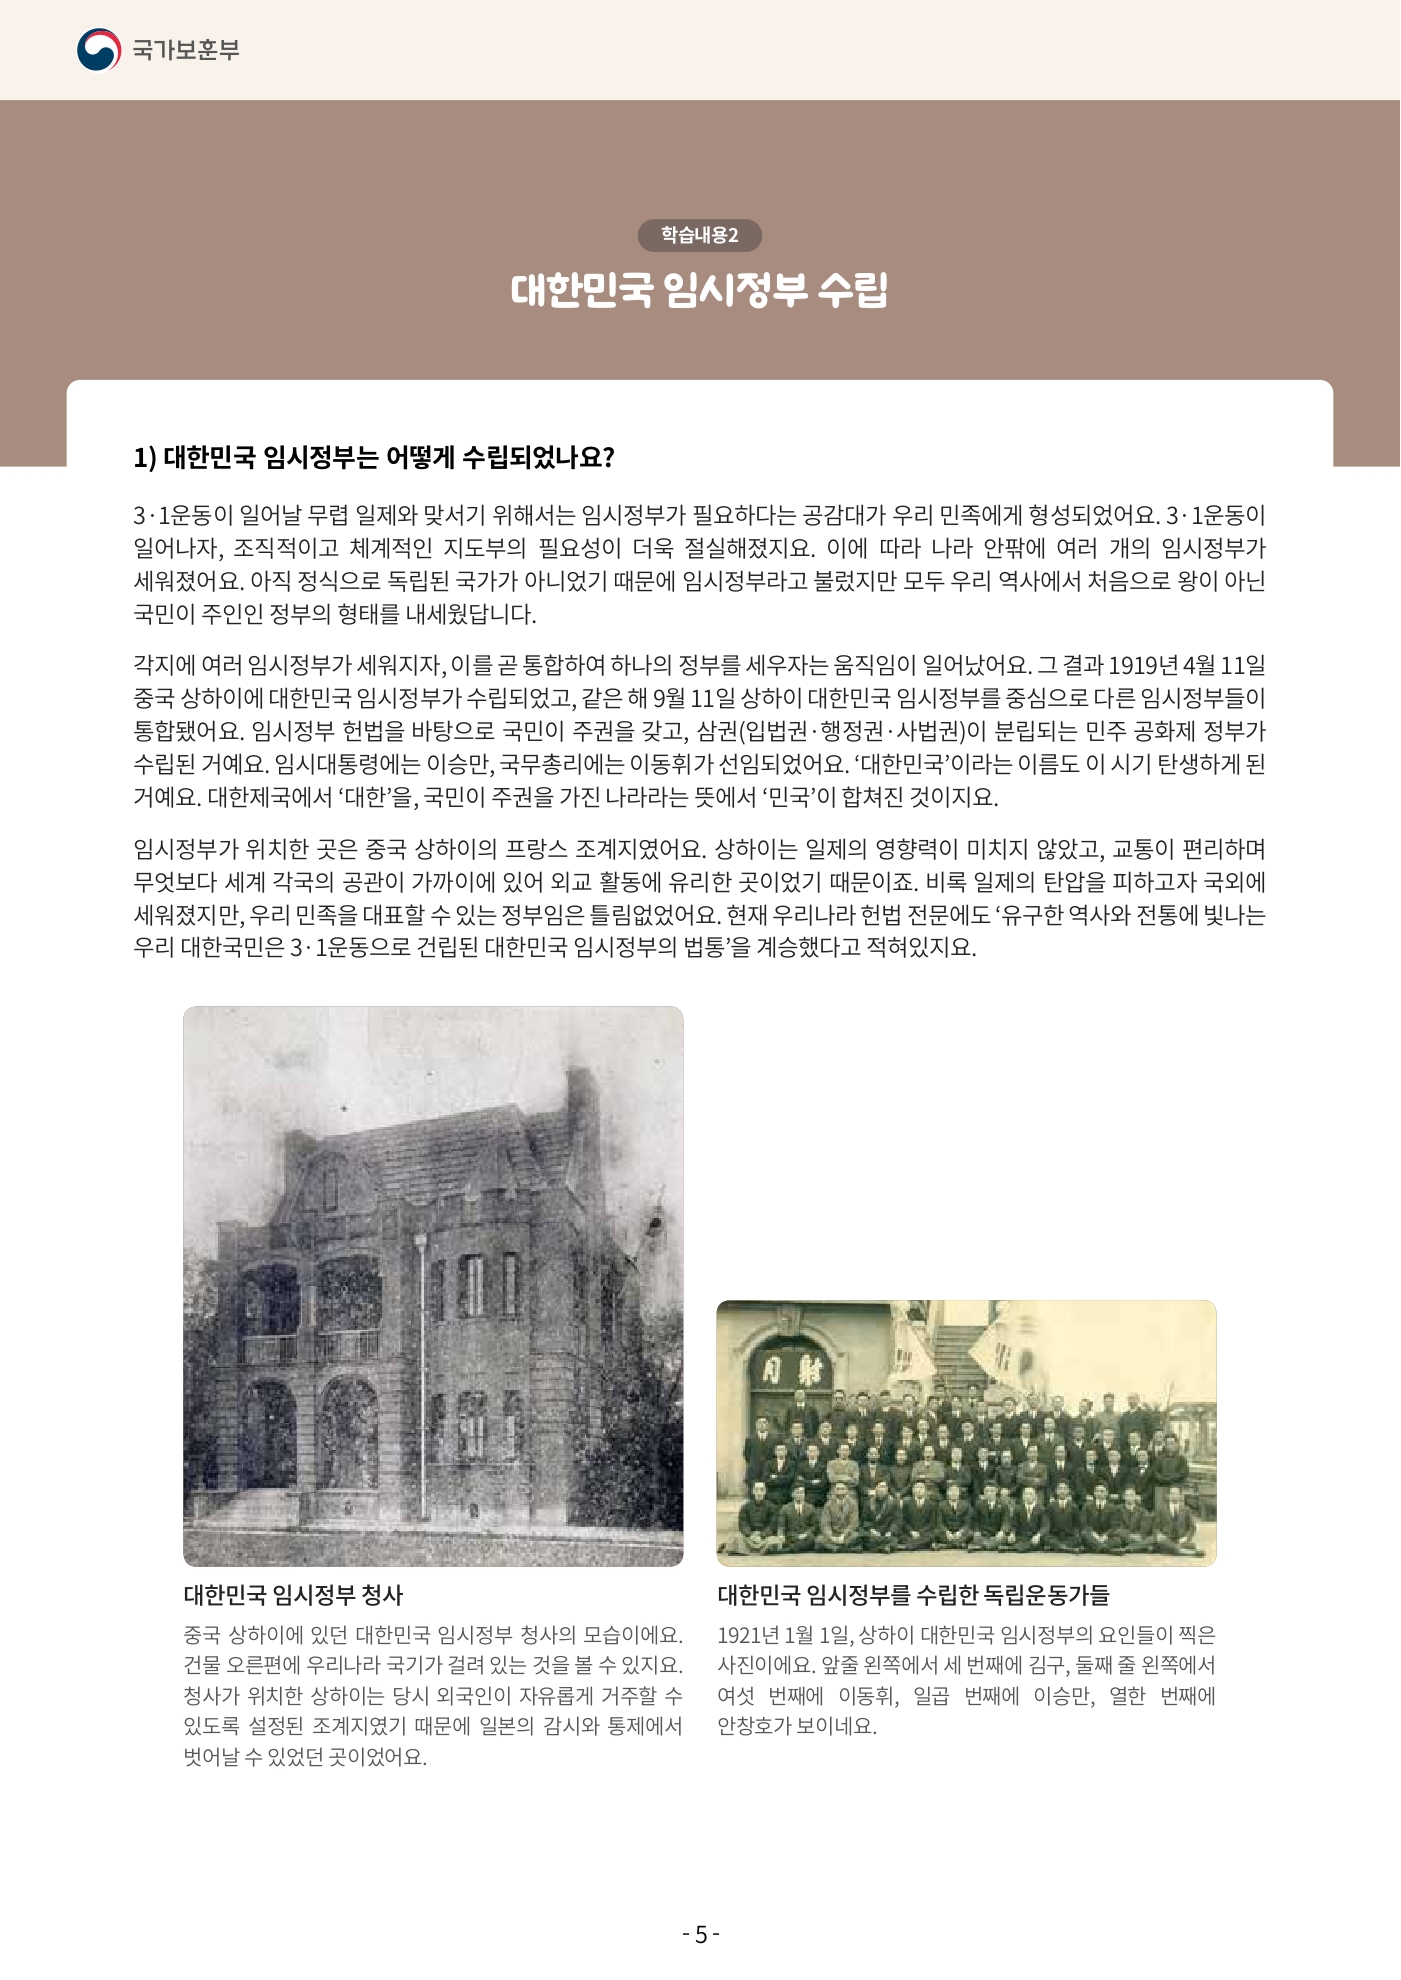 국가보훈부
학습내용2
대한민국 임시정부 수립
1) 대한민국 임시정부는 어떻게 수립되었나요?
3·1운동이 일어날 무렵 일제와 맞서기 위해서는 임시정부가 필요하다는 공감대가 우리 민족에게 형성되었어요. 3·1운동이
일어나자, 조직적이고 체계적인 지도부의 필요성이 더욱 절실해졌지요. 이에 따라 나라 안팎에 여러 개의 임시정부가
세워졌어요. 아직 정식으로 독립된 국가가 아니었기 때문에 임시정부라고 불렀지만 모두 우리 역사에서 처음으로 왕이 아닌
국민이 주인인 정부의 형태를 내세웠답니다.
각지에 여러 임시정부가 세워지자, 이를 곧 통합하여 하나의 정부를 세우자는 움직임이 일어났어요. 그 결과 1919년 4월 11일
중국 상하이에 대한민국 임시정부가 수립되었고, 같은 해 9월 11일 상하이 대한민국 임시정부를 중심으로 다른 임시정부들이
통합됐어요. 임시정부 헌법을 바탕으로 국민이 주권을 갖고, 삼권(입법권·행정권·사법권)이 분립되는 민주 공화제 정부가
수립된 거예요. 임시대통령에는 이승만, 국무총리에는 이동휘가 선임되었어요. ‘대한민국’이라는 이름도 이 시기 탄생하게 된
거예요. 대한제국에서 ‘대한’을, 국민이 주권을 가진 나라라는 뜻에서 ‘민국’이 합쳐진 것이지요.
임시정부가 위치한 곳은 중국 상하이의 프랑스 조계지였어요. 상하이는 일제의 영향력이 미치지 않았고, 교통이 편리하며
무엇보다 세계 각국의 공관이 가까이에 있어 외교 활동에 유리한 곳이었기 때문이죠. 비록 일제의 탄압을 피하고자 국외에
세워졌지만, 우리 민족을 대표할 수 있는 정부임은 틀림없었어요. 현재 우리나라 헌법 전문에도 ‘유구한 역사와 전통에 빛나는
우리 대한국민은 3·1운동으로 건립된 대한민국 임시정부의 법통’을 계승했다고 적혀있지요.
月 謝
대한민국 임시정부 청사
중국 상하이에 있던 대한민국 임시정부 청사의 모습이에요.
건물 오른편에 우리나라 국기가 걸려 있는 것을 볼 수 있지요.
청사가 위치한 상하이는 당시 외국인이 자유롭게 거주할 수
있도록 설정된 조계지였기 때문에 일본의 감시와 통제에서
벗어날 수 있었던 곳이었어요.
대한민국 임시정부를 수립한 독립운동가들
1921년 1월 1일, 상하이 대한민국 임시정부의 요인들이 찍은
사진이에요. 앞줄 왼쪽에서 세 번째에 김구, 둘째 줄 왼쪽에서
여섯 번째에 이동휘, 일곱 번째에 이승만, 열한 번째에
안창호가 보이네요.
- 5 -